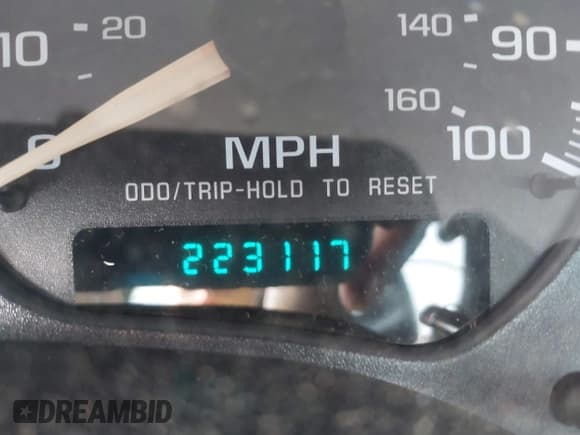 10 20 140 90
160
0 MPH 100
ODO/TRIP-HOLD TO RESET
223117
DREAMBID